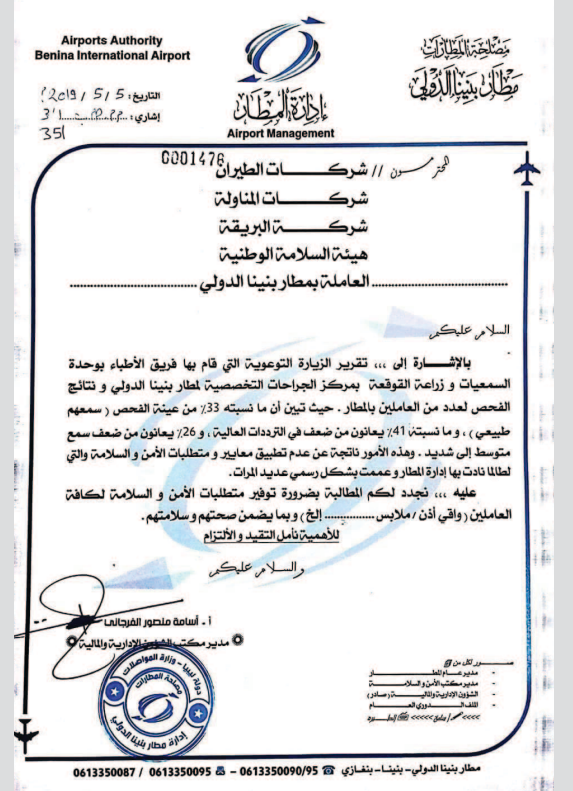 Airports Authority
Benina International Airport
مصلحة المطارات
مطار بنينا الدولي
إدارة المطار
Airport Management
التاريخ: 2019 / 5 / 5
إشاري:
351
0001476
المحترمون // شركات الطيران
شركات المناولة
شركة البريقة
هيئة السلامة الوطنية
العاملة بمطار بنينا الدولي
السلام عليكم
بالإشارة إلى ،،، تقرير الزيارة التوعوية التي قام بها فريق الأطباء بوحدة
السمعيات و زراعة القوقعة بمركز الجراحات التخصصية لمطار بنينا الدولي و نتائج
الفحص لعدد من العاملين بالمطار . حيث تبين أن ما نسبته 33٪ من عينة الفحص ( سمعهم
طبيعي ) ، و ما نسبتة 41٪ يعانون من ضعف في الترددات العالية ، و 26٪ يعانون من ضعف سمع
متوسط إلى شديد . وهذه الأمور ناتجة عن عدم تطبيق معايير و متطلبات الأمن و السلامة والتي
لطالما نادت بها إدارة المطار و عممت بشكل رسمي عديد المرات.
عليه ،،، نجدد لكم المطالبة بضرورة توفير متطلبات الأمن و السلامة لكافة
العاملين ( واقي أذن / ملابس ................ إلخ ) وبما يضمن صحتهم وسلامتهم.
للأهمية نأمل التقيد و الألتزام
والسلام عليكم
أ . أسامة منصور الفرجاني
مدير مكتب الشؤون الإدارية والمالية
دولة ليبيا - وزارة المواصلات
مصلحة المطارات
إدارة مطار بنينا الدولي
صور لكل من
- مدير عام المطار
- مدير مكتب الأمن و السلامة
- الشؤون الإدارية والمالية ( صادر )
- الملف الدوري العام
مطار بنينا الدولي- بنينا- بنغازي ☎ 0613350090/95 - 0613350095 / 0613350087